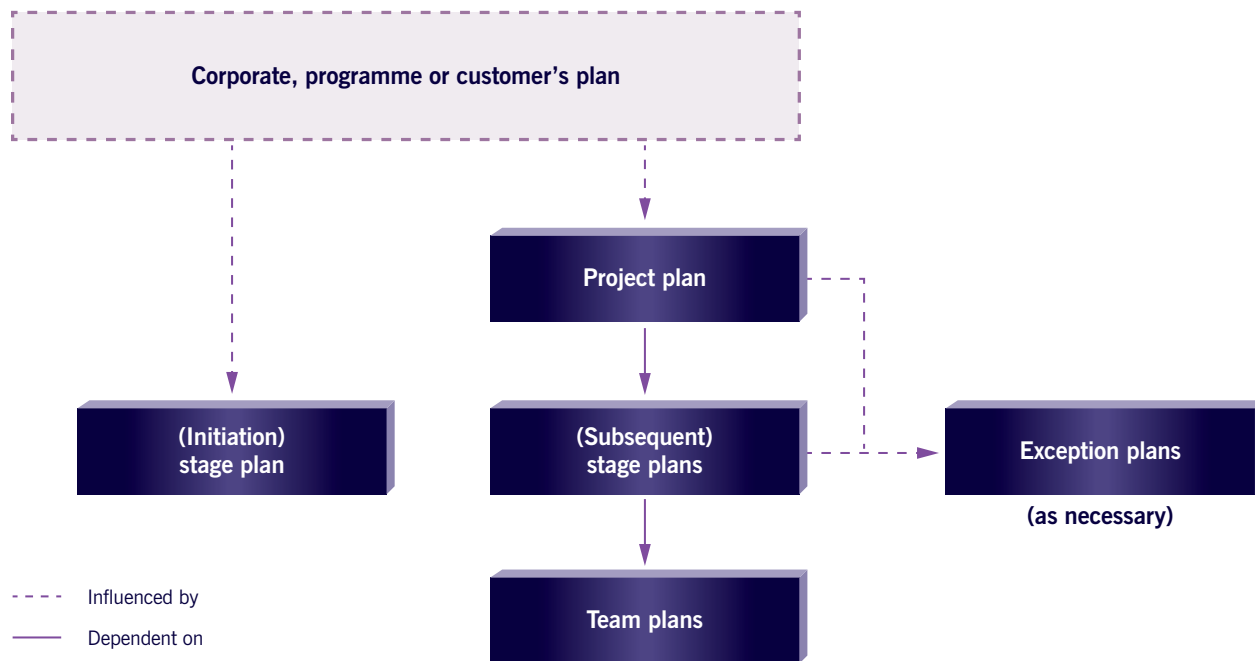 Corporate, programme or customer’s plan
Project plan
(Initiation)
stage plan
(Subsequent)
stage plans
Exception plans
(as necessary)
Team plans
Influenced by
Dependent on